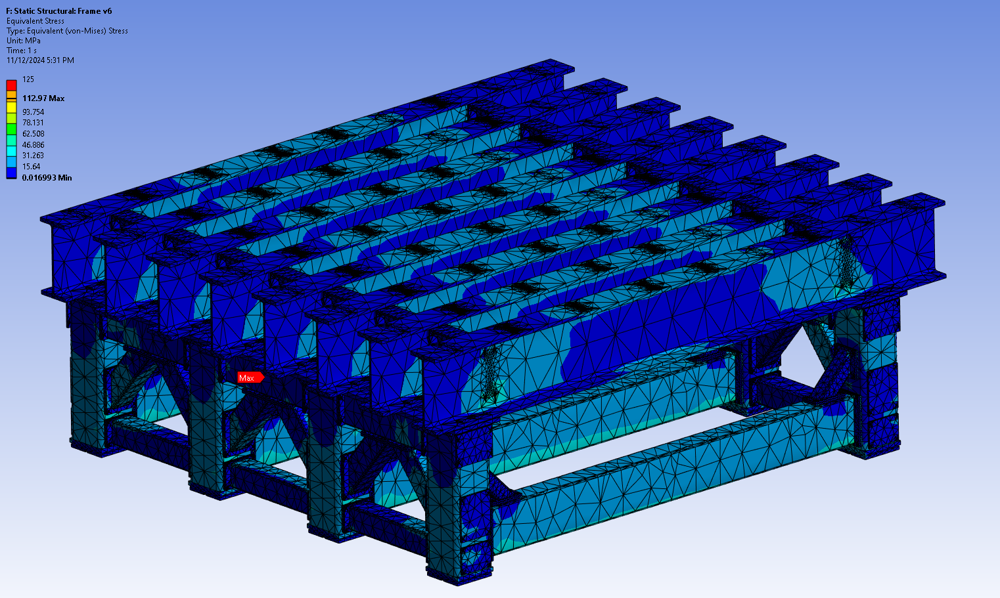 F: Static Structural: Frame v6
Equivalent Stress
Type: Equivalent (von-Mises) Stress
Unit: MPa
Time: 1 s
11/12/2024 5:31 PM
125
112.97 Max
93.754
78.131
62.508
46.886
31.263
15.64
0.016993 Min
Max